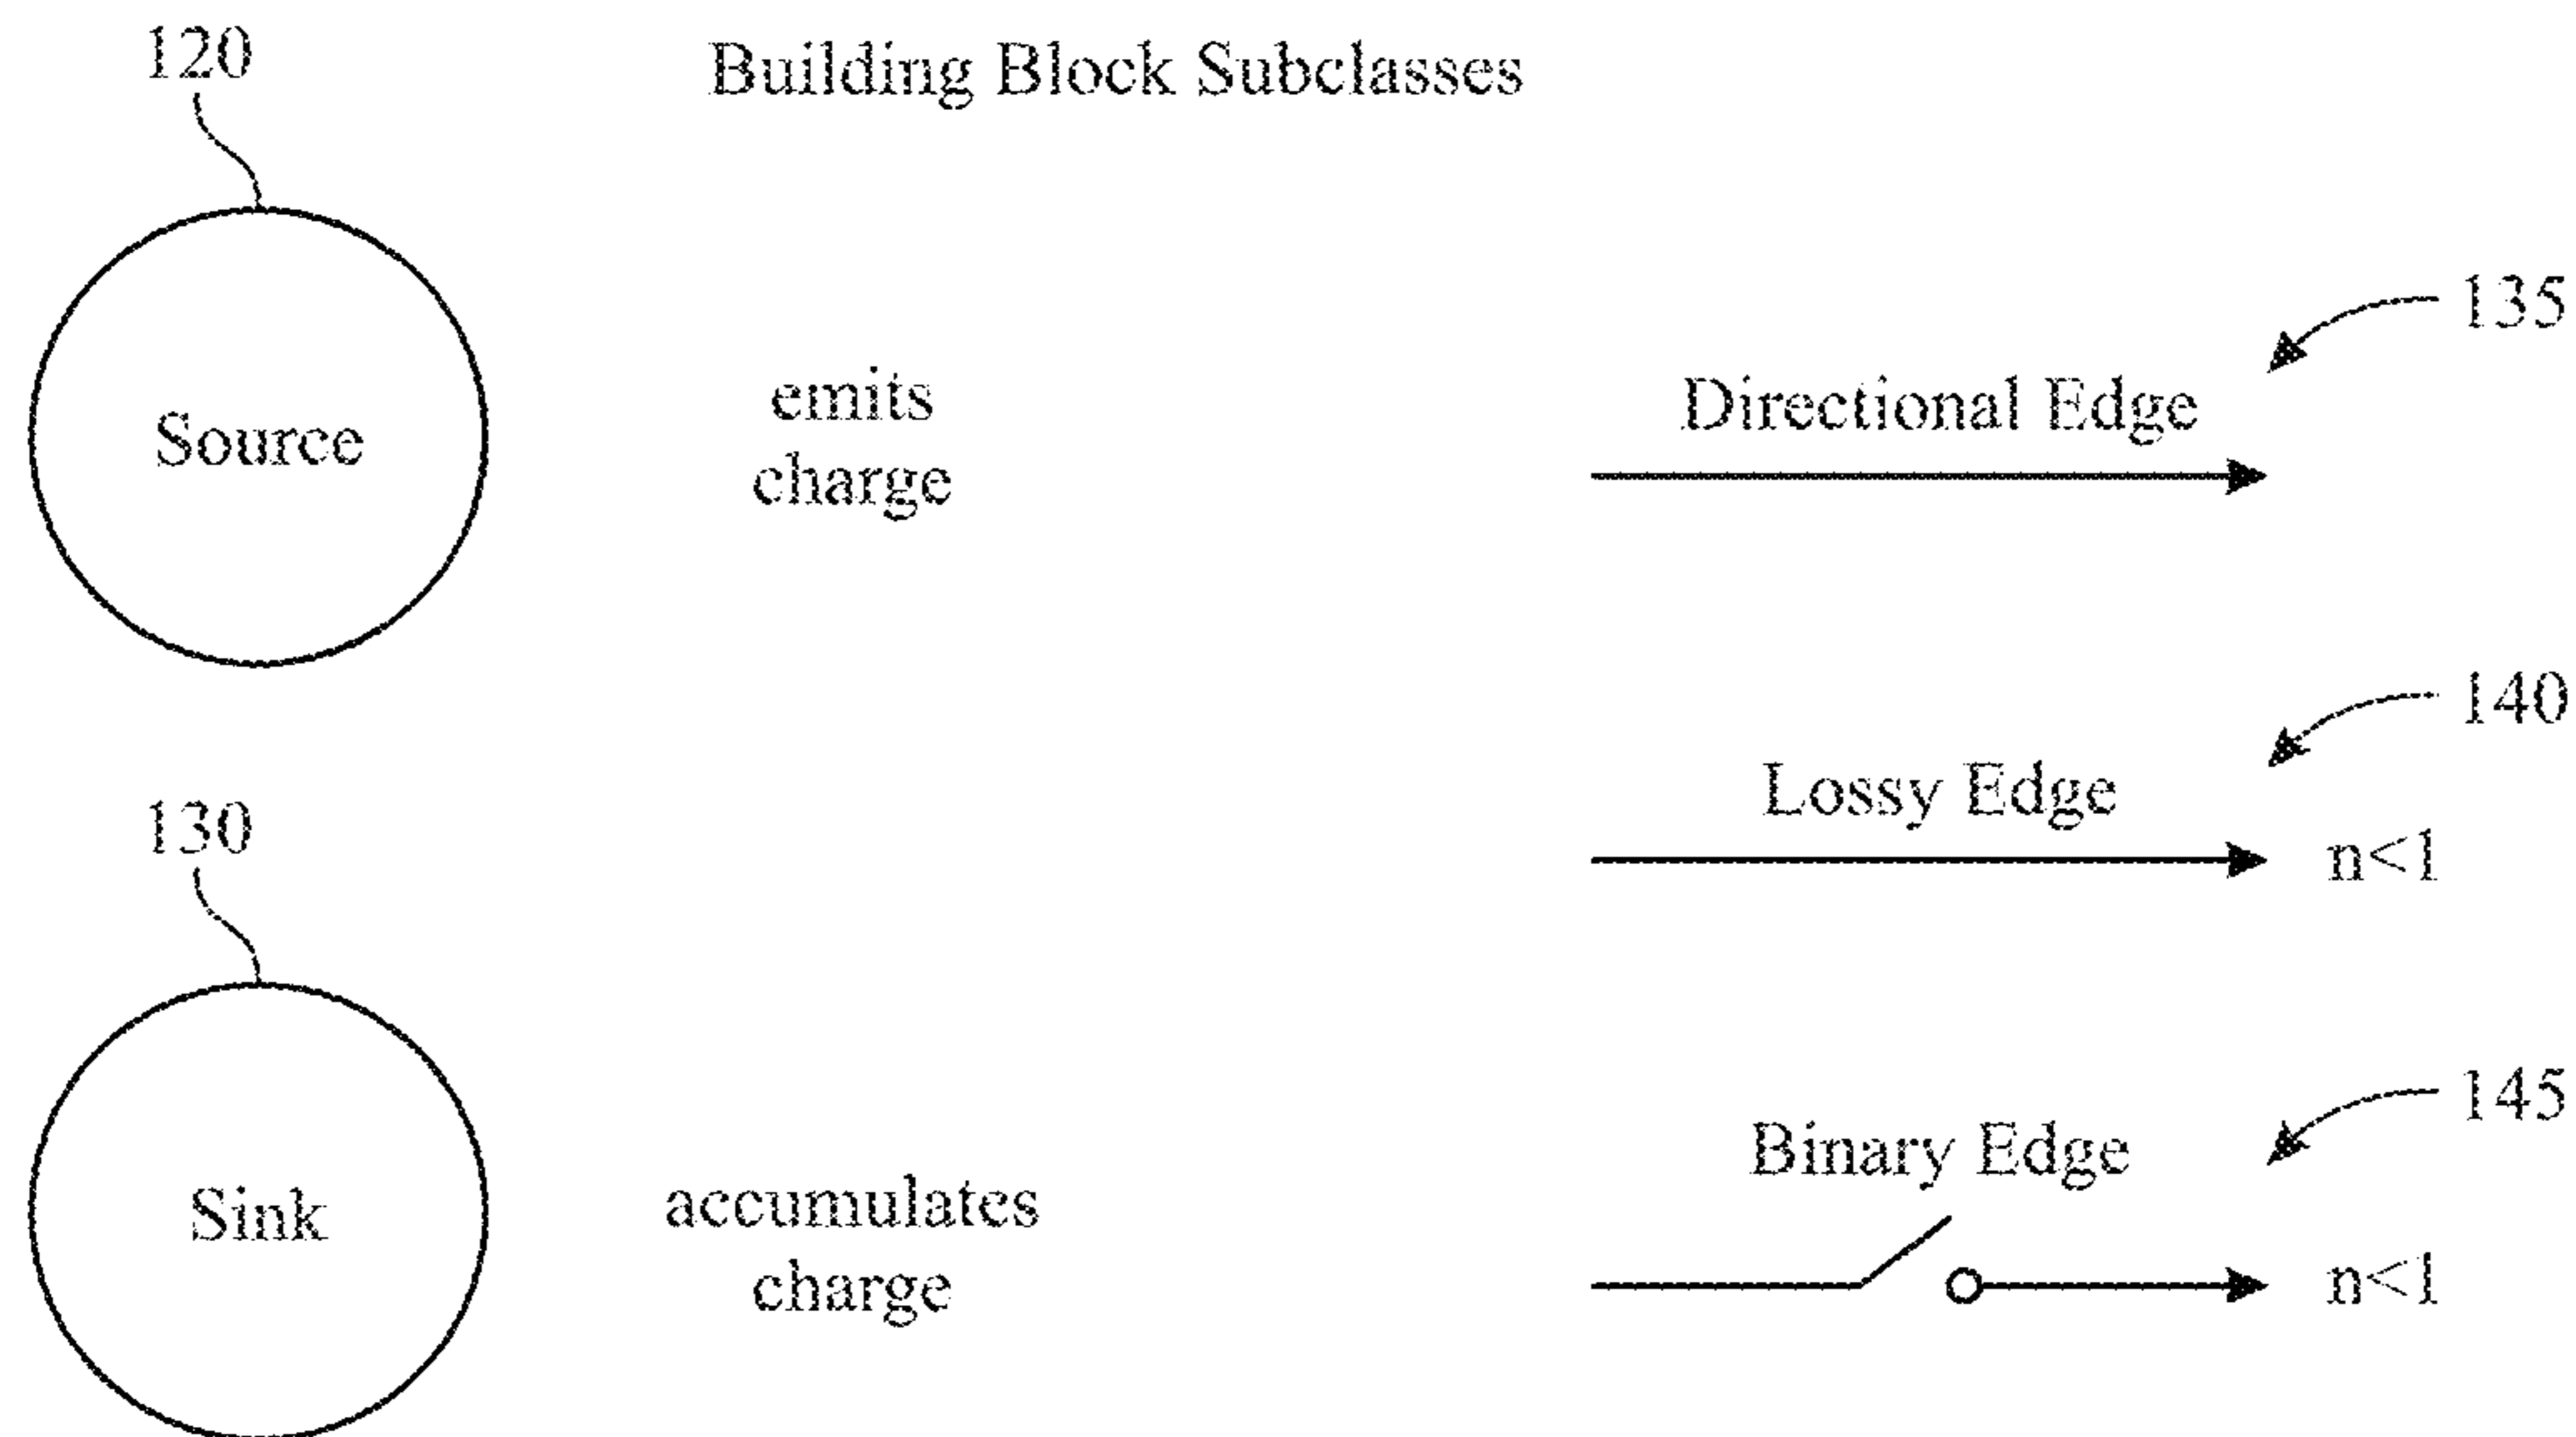 Building Block Subclasses
120
Source
emits
charge
130
Sink
accumulates
charge
135
Directional Edge
140
Lossy Edge
n<1
145
Binary Edge
n<1